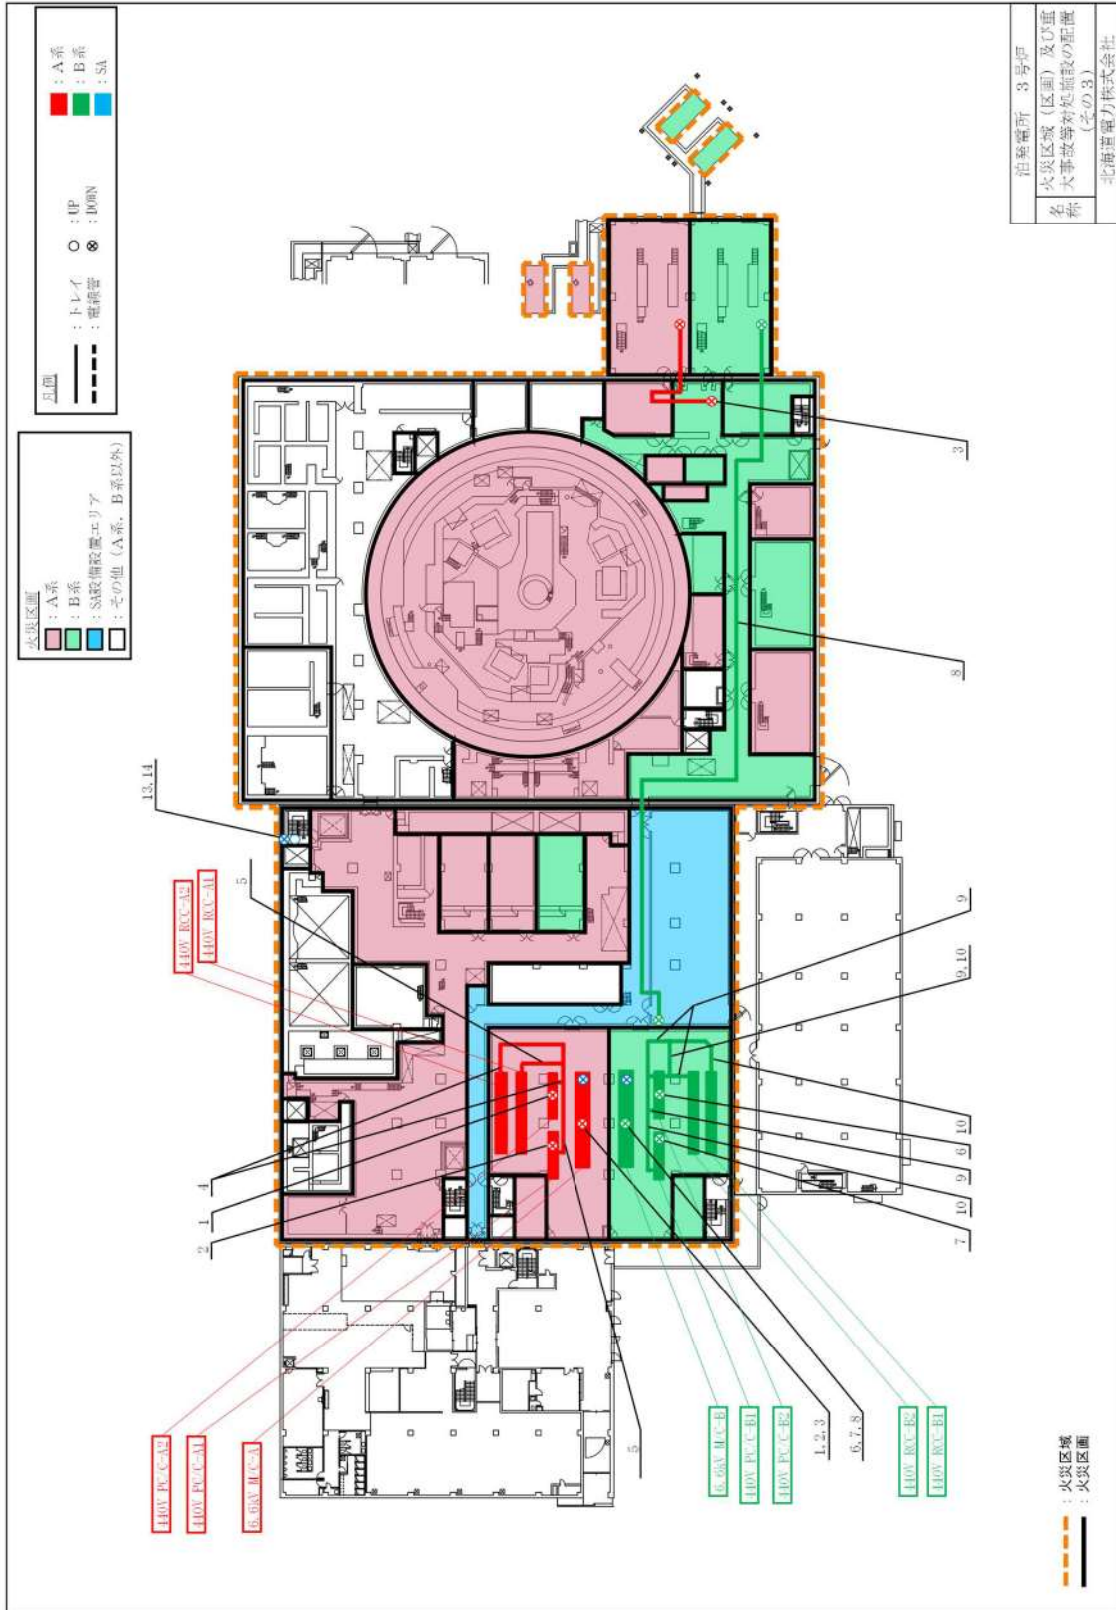 凡例
━━━ : トレイ
━ ━ ━ : 電線管
○ : UP
⊗ : DOWN
: A系
: B系
: SA
火災区画
: A系
: B系
: SA設備設置エリア
: その他 (A系, B系以外)
13, 14
5
440V RCC-A2
440V RCC-A1
4
1
2
440V PC/C-A2
440V PC/C-A1
6.6kV M/C-A
5
3
8
9
9, 10
10
6
9
10
7
1, 2, 3
6, 7, 8
6.6kV M/C-B
440V PC/C-B1
440V PC/C-B2
440V RCC-B2
440V RCC-B1
: 火災区域
: 火災区画
泊発電所 3号炉
名称
火災区域 (区画) 及び重
大事故等対処施設の配置
(その3)
北海道電力株式会社